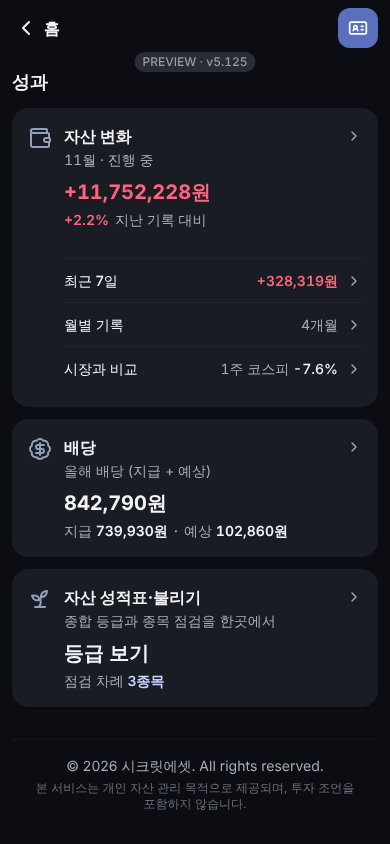 홈
PREVIEW · v5.125
성과
자산 변화
11월 · 진행 중
+11,752,228원
+2.2% 지난 기록 대비
최근 7일 +328,319원
월별 기록 4개월
시장과 비교 1주 코스피 -7.6%
배당
올해 배당 (지급 + 예상)
842,790원
지급 739,930원 · 예상 102,860원
자산 성적표·불리기
종합 등급과 종목 점검을 한곳에서
등급 보기
점검 차례 3종목
© 2026 시크릿에셋. All rights reserved.
본 서비스는 개인 자산 관리 목적으로 제공되며, 투자 조언을
포함하지 않습니다.